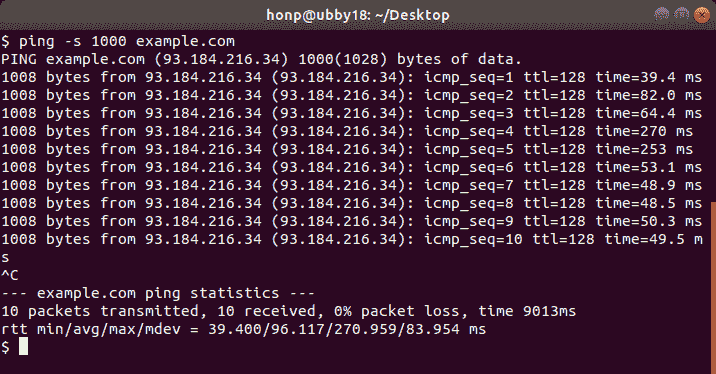 honp@ubby18: ~/Desktop
$ ping -s 1000 example.com
PING example.com (93.184.216.34) 1000(1028) bytes of data.
1008 bytes from 93.184.216.34 (93.184.216.34): icmp_seq=1 ttl=128 time=39.4 ms
1008 bytes from 93.184.216.34 (93.184.216.34): icmp_seq=2 ttl=128 time=82.0 ms
1008 bytes from 93.184.216.34 (93.184.216.34): icmp_seq=3 ttl=128 time=64.4 ms
1008 bytes from 93.184.216.34 (93.184.216.34): icmp_seq=4 ttl=128 time=270 ms
1008 bytes from 93.184.216.34 (93.184.216.34): icmp_seq=5 ttl=128 time=253 ms
1008 bytes from 93.184.216.34 (93.184.216.34): icmp_seq=6 ttl=128 time=53.1 ms
1008 bytes from 93.184.216.34 (93.184.216.34): icmp_seq=7 ttl=128 time=48.9 ms
1008 bytes from 93.184.216.34 (93.184.216.34): icmp_seq=8 ttl=128 time=48.5 ms
1008 bytes from 93.184.216.34 (93.184.216.34): icmp_seq=9 ttl=128 time=50.3 ms
1008 bytes from 93.184.216.34 (93.184.216.34): icmp_seq=10 ttl=128 time=49.5 m
s
^C
--- example.com ping statistics ---
10 packets transmitted, 10 received, 0% packet loss, time 9013ms
rtt min/avg/max/mdev = 39.400/96.117/270.959/83.954 ms
$